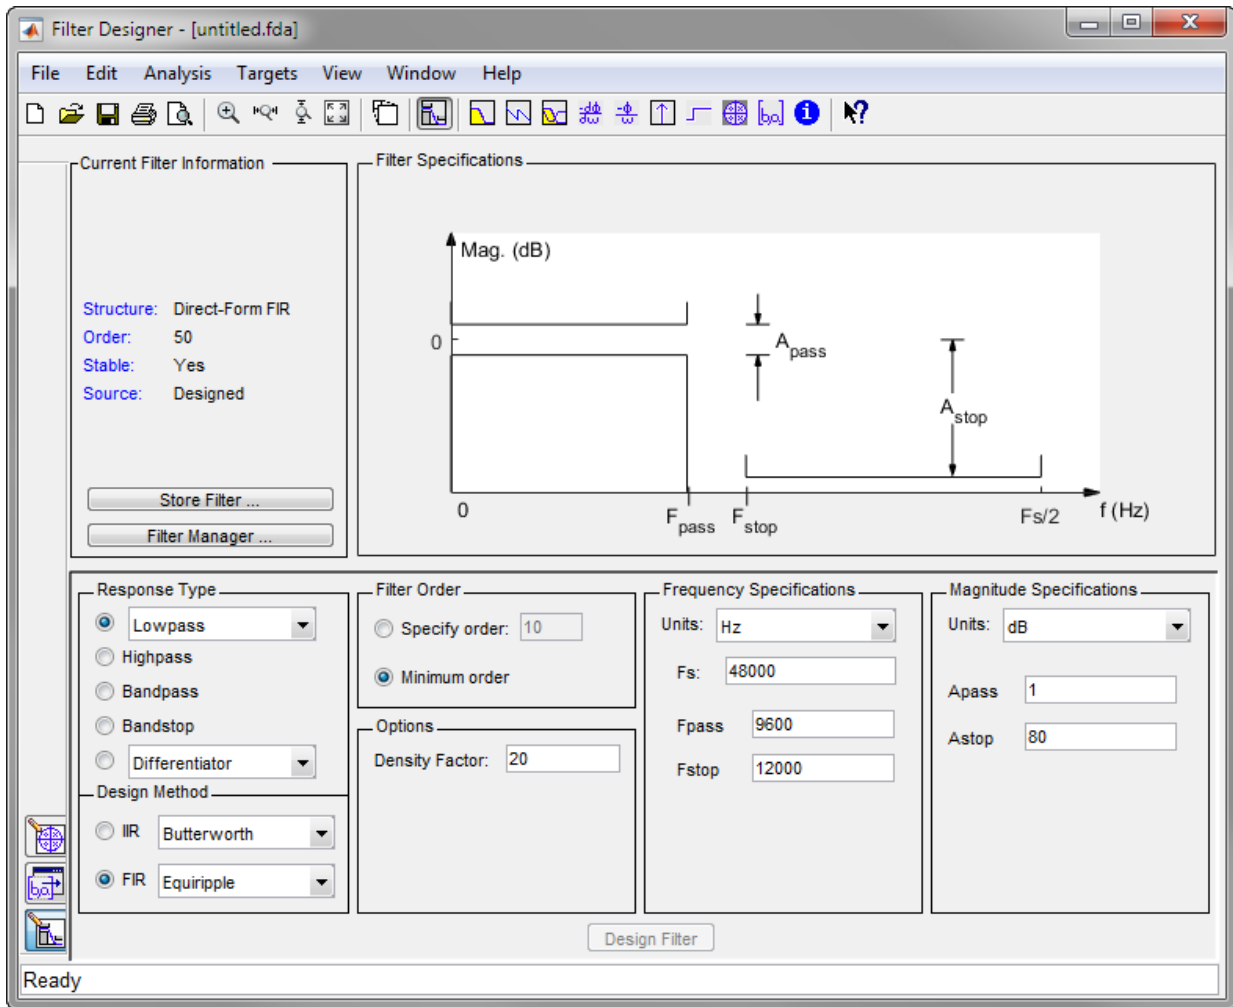 Filter Designer - [untitled.fda]
File Edit Analysis Targets View Window Help
Current Filter Information
Structure: Direct-Form FIR
Order: 50
Stable: Yes
Source: Designed
Store Filter ...
Filter Manager ...
Filter Specifications
Mag. (dB)
0
Apass
Astop
0
Fpass
Fstop
Fs/2
f (Hz)
Response Type
Lowpass
Highpass
Bandpass
Bandstop
Differentiator
Design Method
IIR Butterworth
FIR Equiripple
Filter Order
Specify order: 10
Minimum order
Options
Density Factor: 20
Frequency Specifications
Units: Hz
Fs: 48000
Fpass 9600
Fstop 12000
Magnitude Specifications
Units: dB
Apass 1
Astop 80
Design Filter
Ready